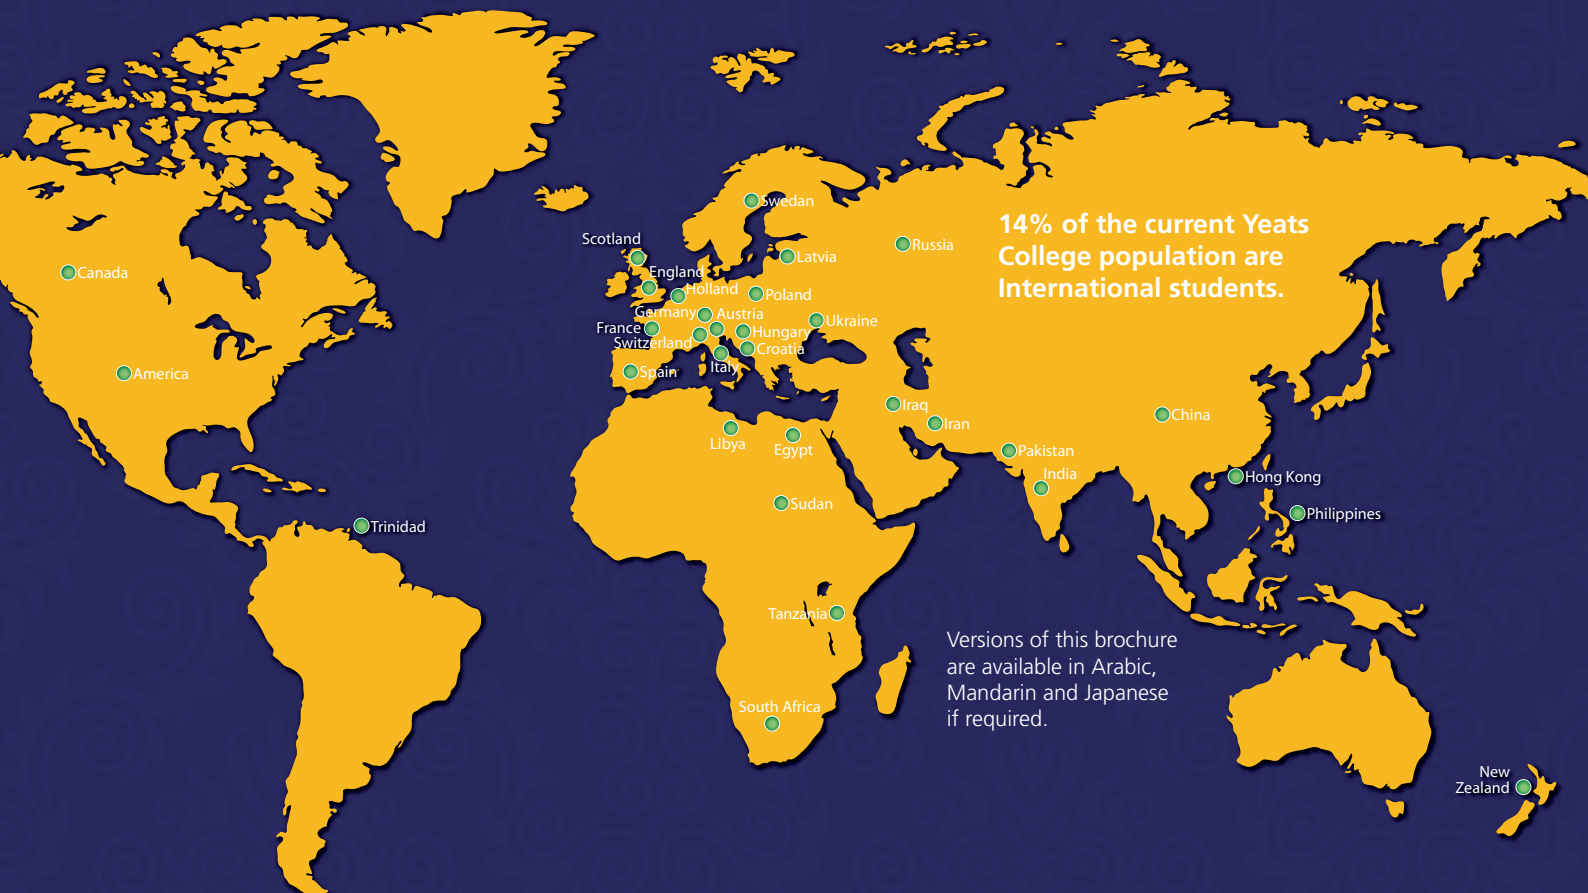 Swedan
Scotland
14% of the current Yeats
College population are
International students.
Russia
Latvia
Canada
England
Holland
Poland
Germany
Austria
Ukraine
France
Hungary
Switzerland
Croatia
Italy
Spain
America
Iraq
China
Iran
Libya
Egypt
Pakistan
India
Hong Kong
Sudan
Philippines
Trinidad
Tanzania
Versions of this brochure
are available in Arabic,
Mandarin and Japanese
if required.
South Africa
New
Zealand